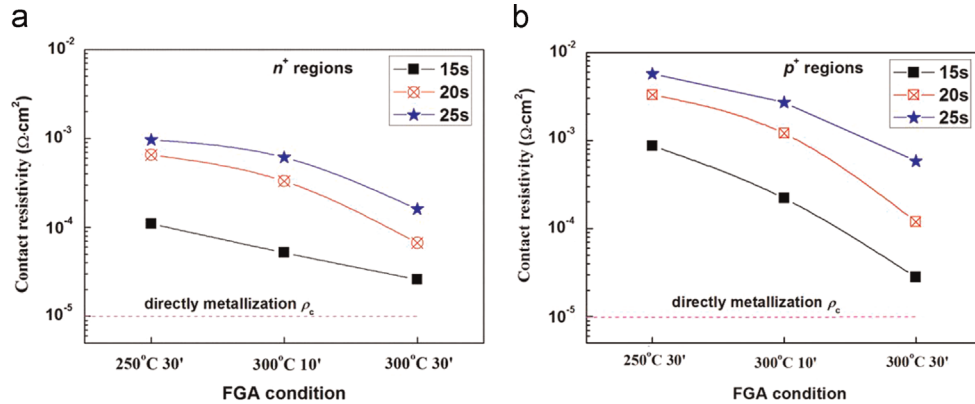 a
10⁻²
10⁻³
10⁻⁴
10⁻⁵
Contact resistivity (Ω·cm²)
n⁺ regions
15s
20s
25s
directly metallization ρc
250°C 30'
300°C 10'
300°C 30'
FGA condition
b
10⁻²
10⁻³
10⁻⁴
10⁻⁵
Contact resistivity (Ω·cm²)
p⁺ regions
15s
20s
25s
directly metallization ρc
250°C 30'
300°C 10'
300°C 30'
FGA condition